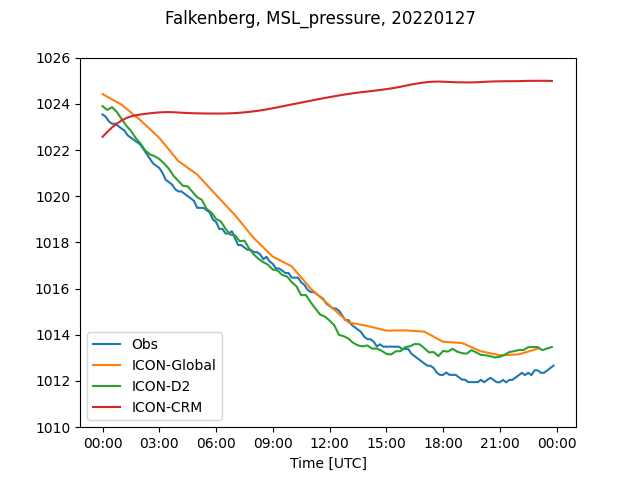 Falkenberg, MSL_pressure, 20220127
1026
1024
1022
1020
1018
1016
1014
1012
1010
Obs
ICON-Global
ICON-D2
ICON-CRM
00:00 03:00 06:00 09:00 12:00 15:00 18:00 21:00 00:00
Time [UTC]